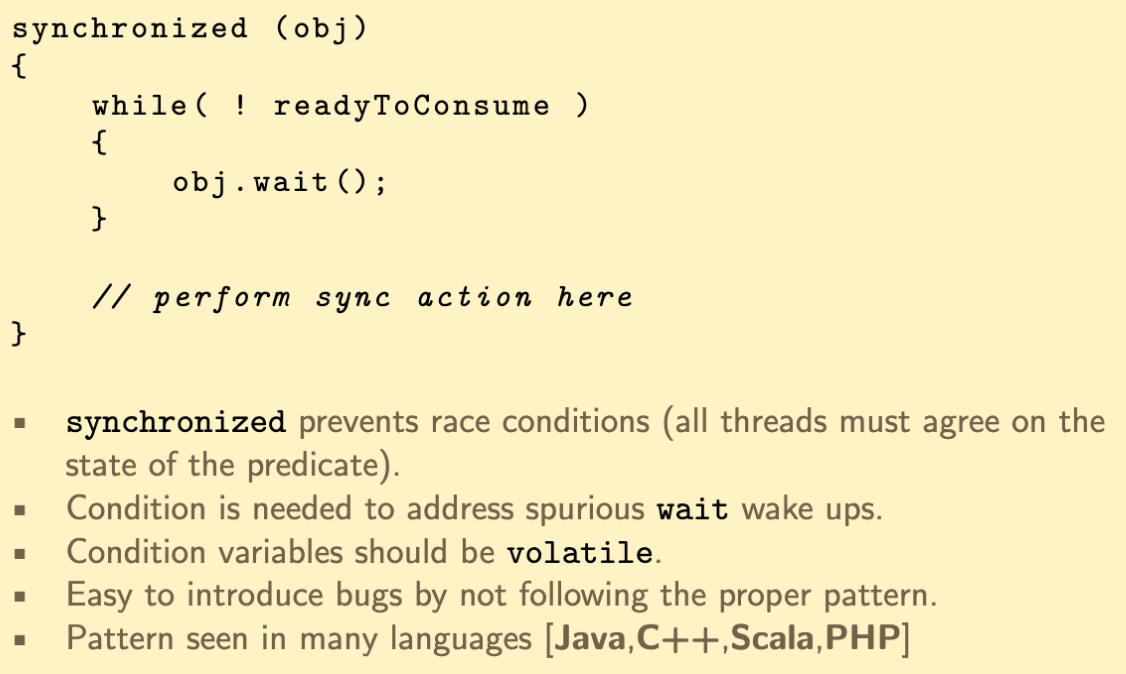 synchronized (obj)
{
    while( ! readyToConsume )
    {
        obj.wait();
    }

    // perform sync action here
}

▪ synchronized prevents race conditions (all threads must agree on the
state of the predicate).
▪ Condition is needed to address spurious wait wake ups.
▪ Condition variables should be volatile.
▪ Easy to introduce bugs by not following the proper pattern.
▪ Pattern seen in many languages [Java,C++,Scala,PHP]